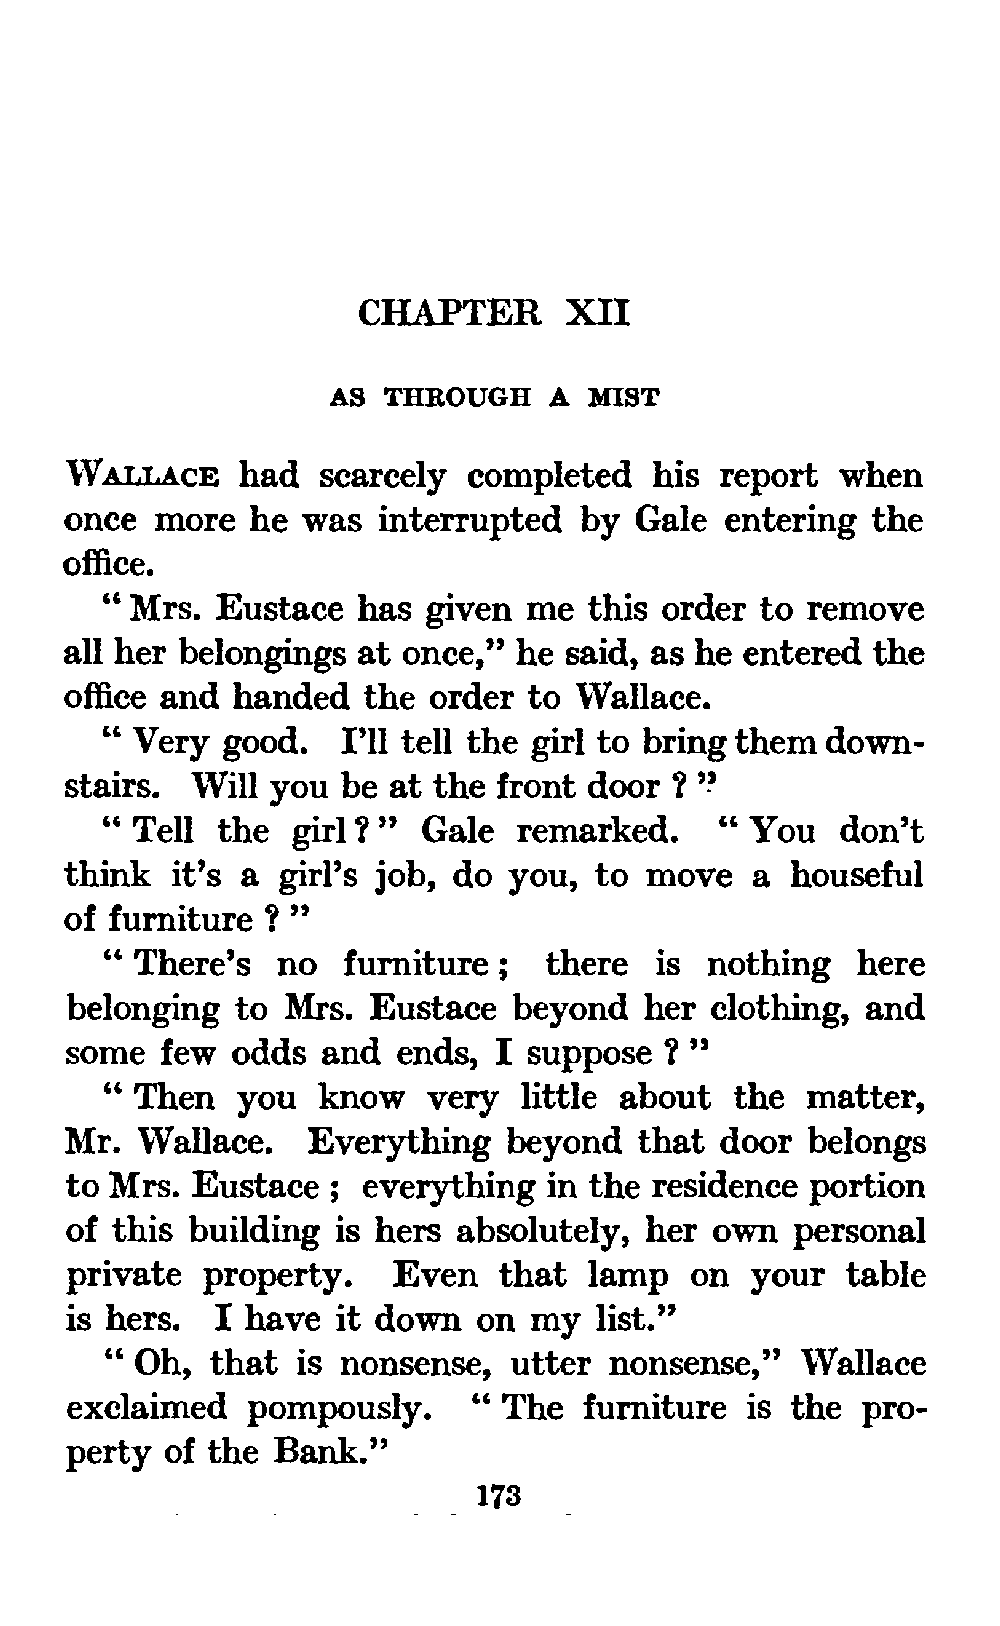 CHAPTER XII
AS THROUGH A MIST
WALLACE had scarcely completed his report when
once more he was interrupted by Gale entering the
office.
“ Mrs. Eustace has given me this order to remove
all her belongings at once,” he said, as he entered the
office and handed the order to Wallace.
“ Very good. I’ll tell the girl to bring them down-
stairs. Will you be at the front door ? ”
“ Tell the girl ? ” Gale remarked. “ You don’t
think it’s a girl’s job, do you, to move a houseful
of furniture ? ”
“ There’s no furniture ; there is nothing here
belonging to Mrs. Eustace beyond her clothing, and
some few odds and ends, I suppose ? ”
“ Then you know very little about the matter,
Mr. Wallace. Everything beyond that door belongs
to Mrs. Eustace ; everything in the residence portion
of this building is hers absolutely, her own personal
private property. Even that lamp on your table
is hers. I have it down on my list.”
“ Oh, that is nonsense, utter nonsense,” Wallace
exclaimed pompously. “ The furniture is the pro-
perty of the Bank.”
173